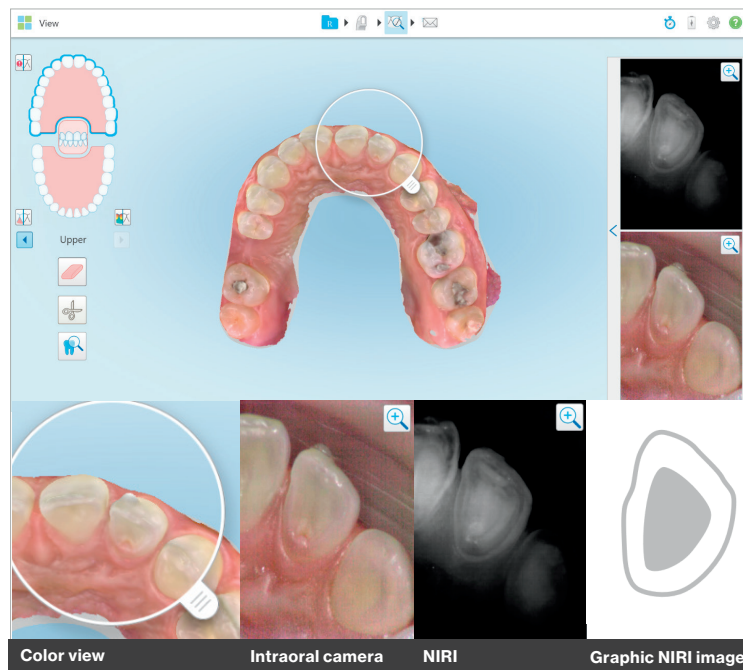 View
R
Upper
Color view
Intraoral camera
NIRI
Graphic NIRI image